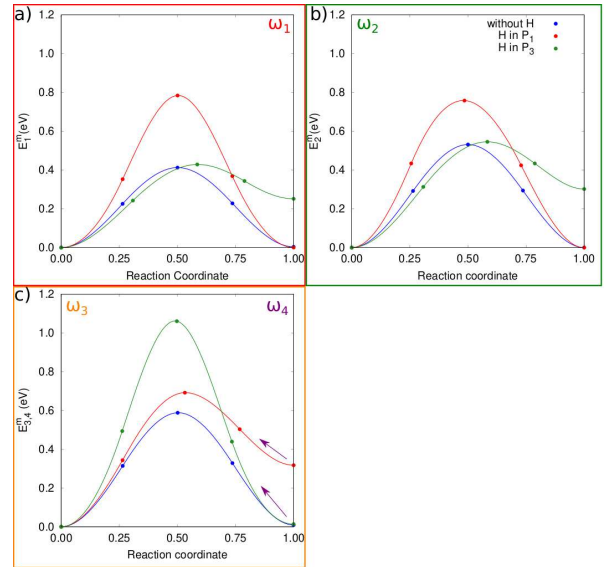 a)
ω1
1.2
1.0
0.8
0.6
0.4
0.2
0.0
E1m(eV)
0.00 0.25 0.50 0.75 1.00
Reaction Coordinate
b)
ω2
without H
H in P1
H in P3
1.2
1.0
0.8
0.6
0.4
0.2
0.0
E2m(eV)
0.00 0.25 0.50 0.75 1.00
Reaction coordinate
c)
ω3
ω4
1.2
1.0
0.8
0.6
0.4
0.2
0.0
E3,4m (eV)
0.00 0.25 0.50 0.75 1.00
Reaction coordinate